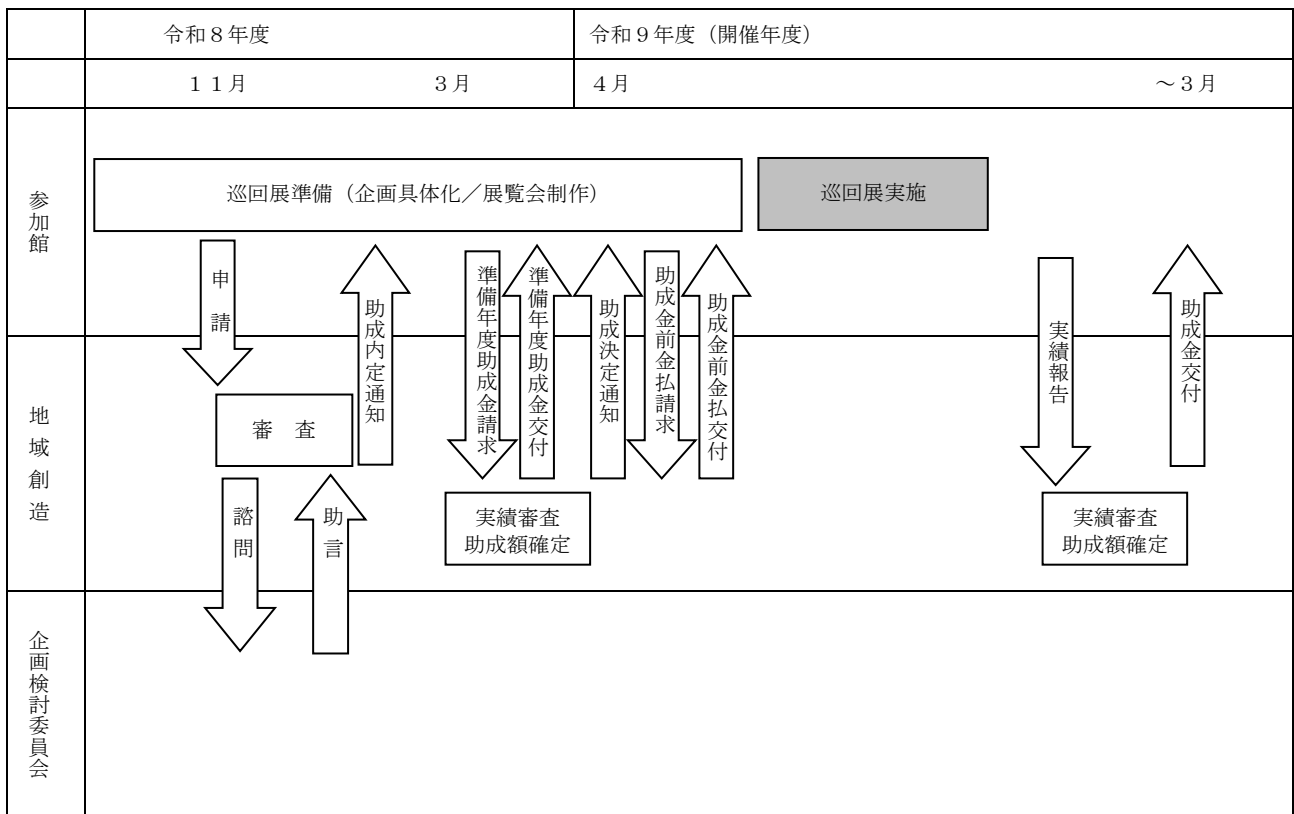 令和８年度
令和９年度（開催年度）
１１月
３月
４月
～３月
参加館
巡回展準備（企画具体化／展覧会制作）
巡回展実施
申請
助成内定通知
準備年度助成金請求
準備年度助成金交付
助成決定通知
助成金前金払請求
助成金前金払交付
実績報告
助成金交付
地域創造
審　査
実績審査
助成額確定
実績審査
助成額確定
諮問
助言
企画検討委員会